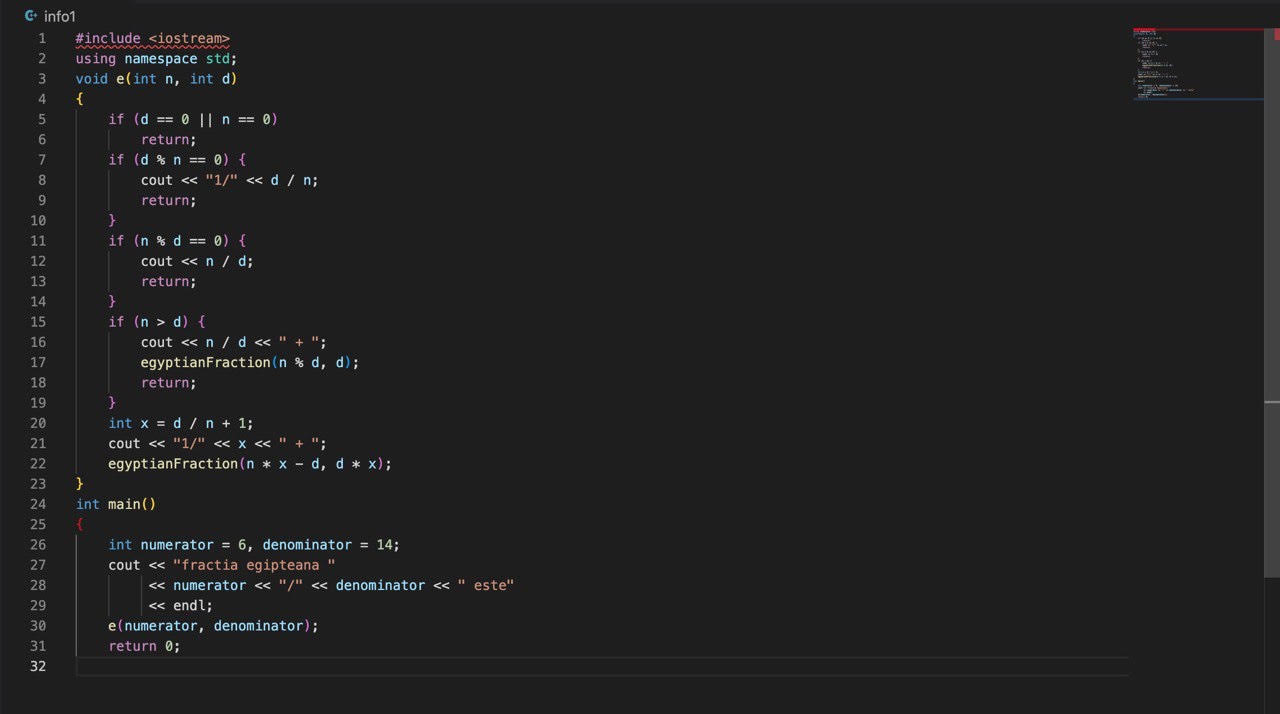 info1
1 #include <iostream>
2 using namespace std;
3 void e(int n, int d)
4 {
5     if (d == 0 || n == 0)
6         return;
7     if (d % n == 0) {
8         cout << "1/" << d / n;
9         return;
10     }
11     if (n % d == 0) {
12         cout << n / d;
13         return;
14     }
15     if (n > d) {
16         cout << n / d << " + ";
17         egyptianFraction(n % d, d);
18         return;
19     }
20     int x = d / n + 1;
21     cout << "1/" << x << " + ";
22     egyptianFraction(n * x - d, d * x);
23 }
24 int main()
25 {
26     int numerator = 6, denominator = 14;
27     cout << "fractia egipteana "
28          << numerator << "/" << denominator << " este"
29          << endl;
30     e(numerator, denominator);
31     return 0;
32